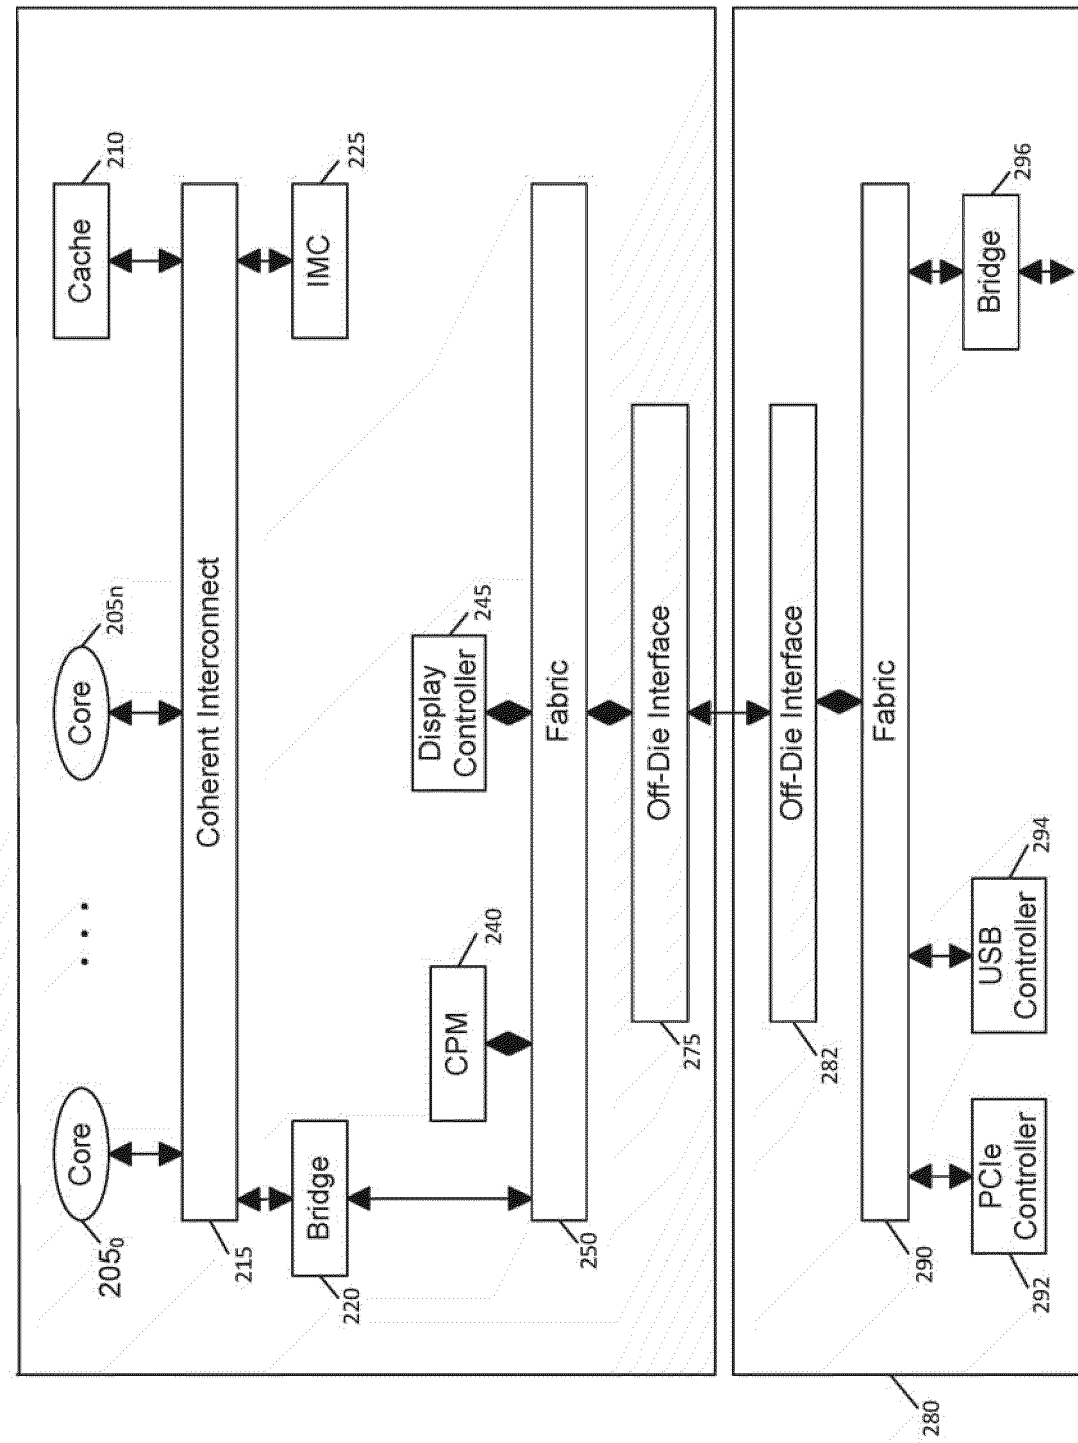 Core
205₀
Core
205n
Cache
210
Coherent Interconnect
215
Bridge
220
IMC
225
CPM
240
Display
Controller
245
Fabric
250
Off-Die Interface
275
Off-Die Interface
282
Fabric
290
PCIe
Controller
292
USB
Controller
294
Bridge
296
280